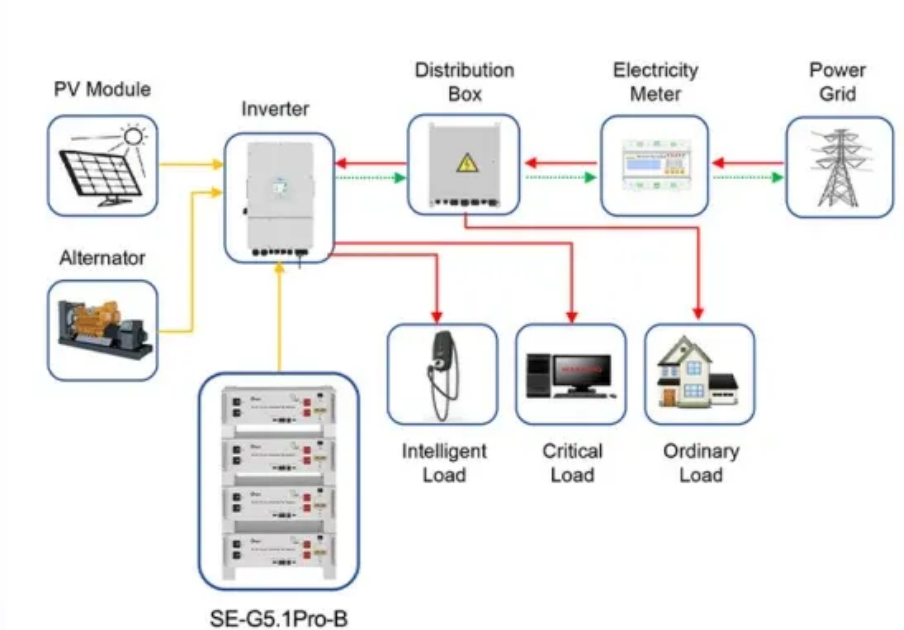 PV Module
Inverter
Distribution
Box
Electricity
Meter
Power
Grid
Alternator
Intelligent
Load
Critical
Load
Ordinary
Load
SE-G5.1Pro-B